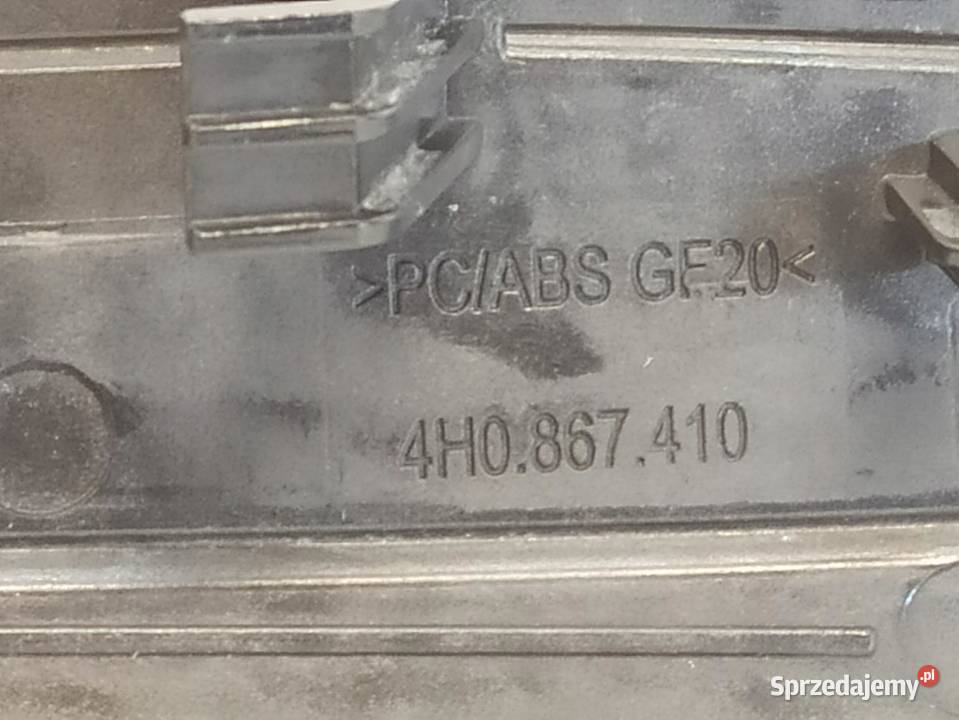 >PC/ABS GF20<
4H0.867.410
Sprzedajemy.pl